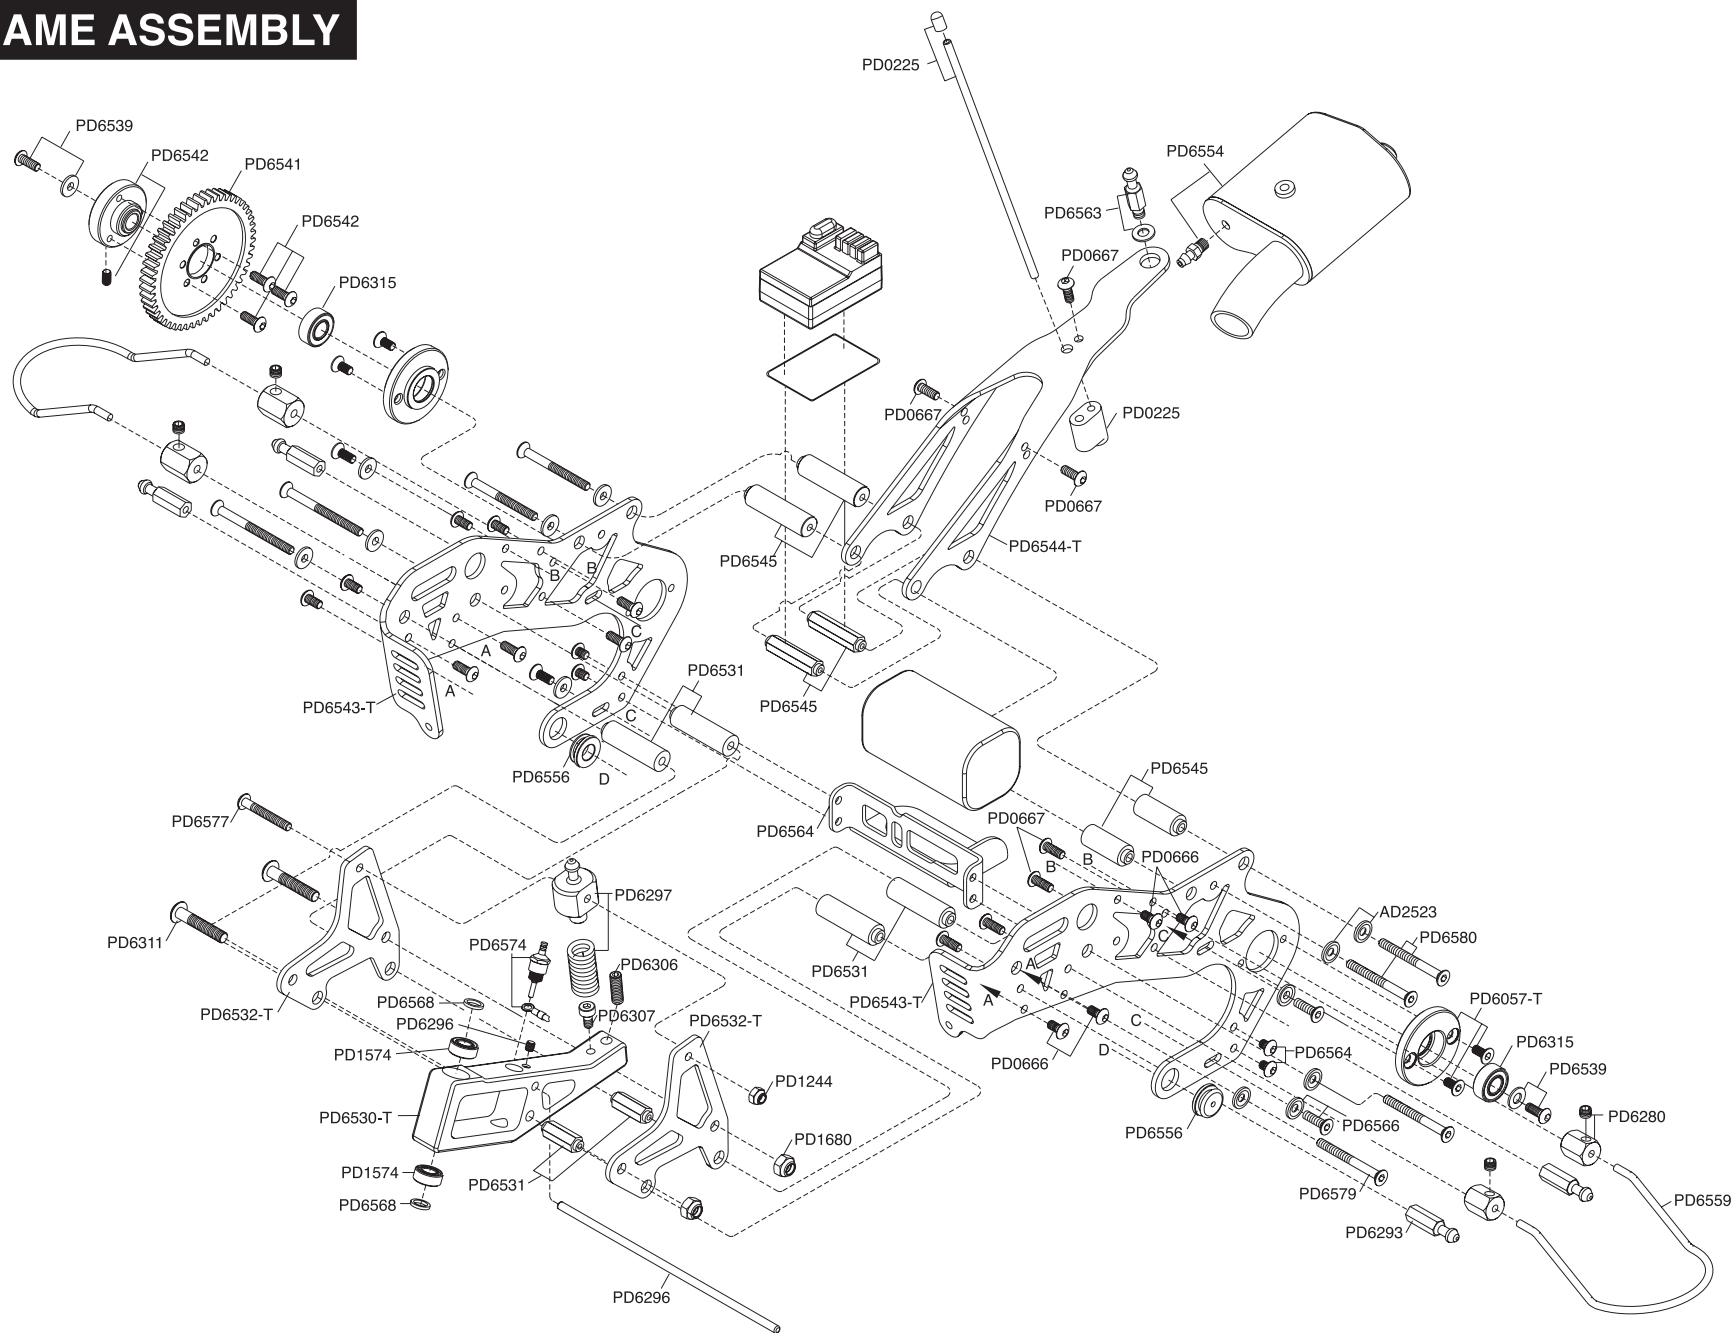 AME ASSEMBLY
PD0225
PD6539
PD6542
PD6541
PD6554
PD6563
PD6542
PD0667
PD6315
PD0667
PD0225
PD0667
PD6544-T
PD6545
B
B
C
A
A
PD6531
PD6543-T
C
PD6545
PD6556
D
PD6545
PD6577
PD6564
PD0667
B
B
PD0666
PD6297
AD2523
PD6311
PD6574
PD6580
C
PD6306
PD6531
A
A
PD6568
PD6543-T
PD6057-T
PD6532-T
PD6296
PD6307
PD6532-T
C
PD1574
PD6315
D
PD6564
PD0666
PD6539
PD1244
PD6530-T
PD6280
PD6556
PD6566
PD1680
PD1574
PD6531
PD6579
PD6568
PD6559
PD6293
PD6296